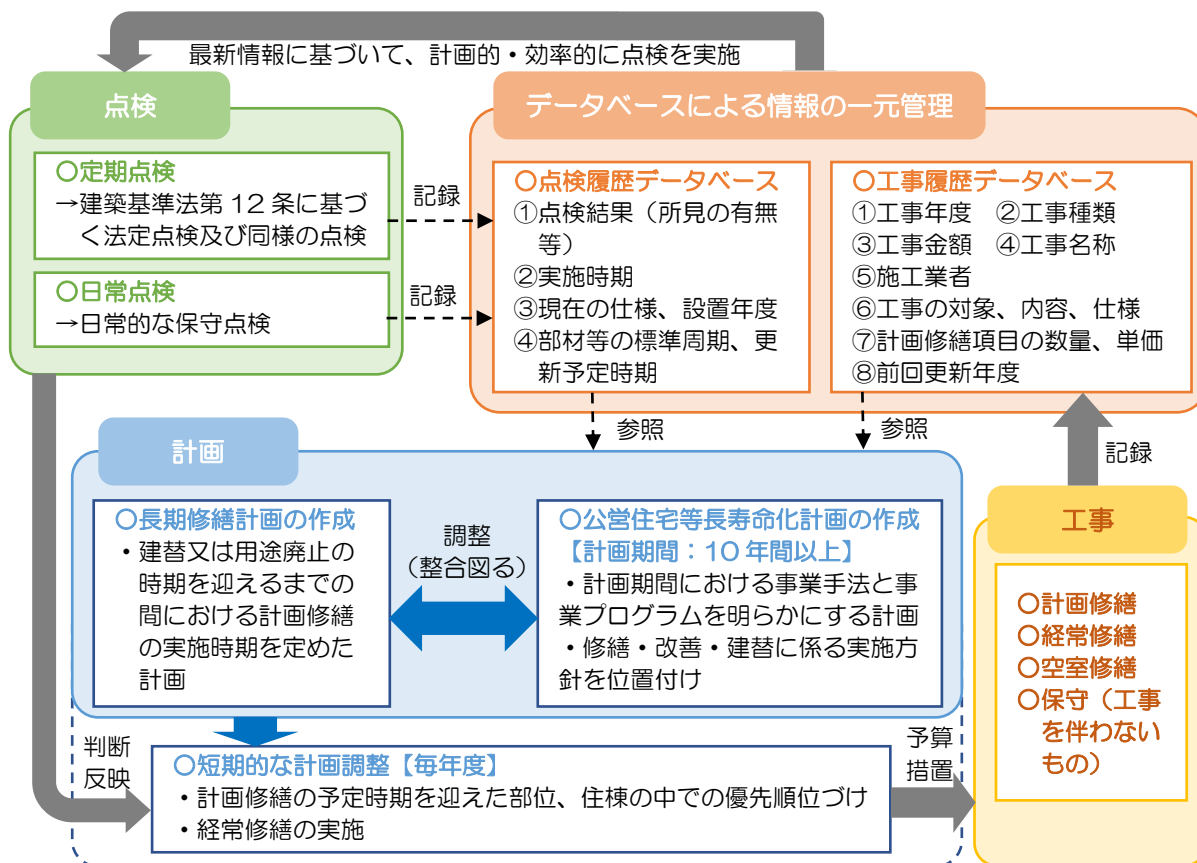 最新情報に基づいて、計画的・効率的に点検を実施
点検
○定期点検
→建築基準法第 12 条に基づ
く法定点検及び同様の点検
○日常点検
→日常的な保守点検
記録
記録
データベースによる情報の一元管理
○点検履歴データベース
①点検結果（所見の有無
等）
②実施時期
③現在の仕様、設置年度
④部材等の標準周期、更
新予定時期
○工事履歴データベース
①工事年度　②工事種類
③工事金額　④工事名称
⑤施工業者
⑥工事の対象、内容、仕様
⑦計画修繕項目の数量、単価
⑧前回更新年度
参照
参照
記録
計画
○長期修繕計画の作成
・建替又は用途廃止の
時期を迎えるまでの
間における計画修繕
の実施時期を定めた
計画
調整
（整合図る）
○公営住宅等長寿命化計画の作成
【計画期間：10 年間以上】
・計画期間における事業手法と事
業プログラムを明らかにする計画
・修繕・改善・建替に係る実施方
針を位置付け
判断
反映
○短期的な計画調整【毎年度】
・計画修繕の予定時期を迎えた部位、住棟の中での優先順位づけ
・経常修繕の実施
予算
措置
工事
○計画修繕
○経常修繕
○空室修繕
○保守（工事
を伴わない
もの）